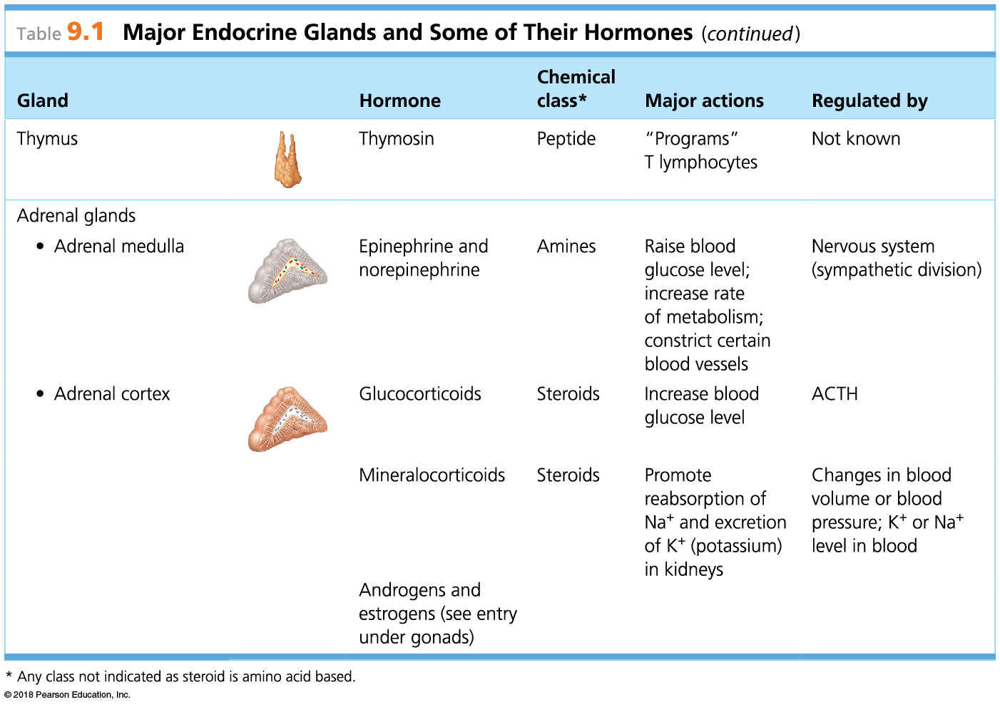 Table 9.1 Major Endocrine Glands and Some of Their Hormones (continued)
Gland
Hormone
Chemical
class*
Major actions
Regulated by
Thymus
Thymosin
Peptide
“Programs”
T lymphocytes
Not known
Adrenal glands
• Adrenal medulla
Epinephrine and
norepinephrine
Amines
Raise blood
glucose level;
increase rate
of metabolism;
constrict certain
blood vessels
Nervous system
(sympathetic division)
• Adrenal cortex
Glucocorticoids
Steroids
Increase blood
glucose level
ACTH
Mineralocorticoids
Steroids
Promote
reabsorption of
Na⁺ and excretion
of K⁺ (potassium)
in kidneys
Changes in blood
volume or blood
pressure; K⁺ or Na⁺
level in blood
Androgens and
estrogens (see entry
under gonads)
* Any class not indicated as steroid is amino acid based.
© 2018 Pearson Education, Inc.